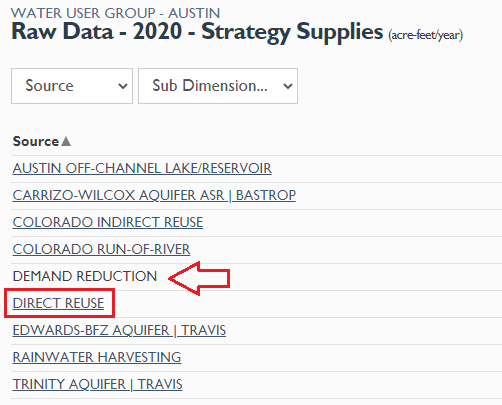 WATER USER GROUP - AUSTIN
Raw Data - 2020 - Strategy Supplies (acre-feet/year)
Source Sub Dimension...
Source▲
AUSTIN OFF-CHANNEL LAKE/RESERVOIR
CARRIZO-WILCOX AQUIFER ASR | BASTROP
COLORADO INDIRECT REUSE
COLORADO RUN-OF-RIVER
DEMAND REDUCTION
DIRECT REUSE
EDWARDS-BFZ AQUIFER | TRAVIS
RAINWATER HARVESTING
TRINITY AQUIFER | TRAVIS